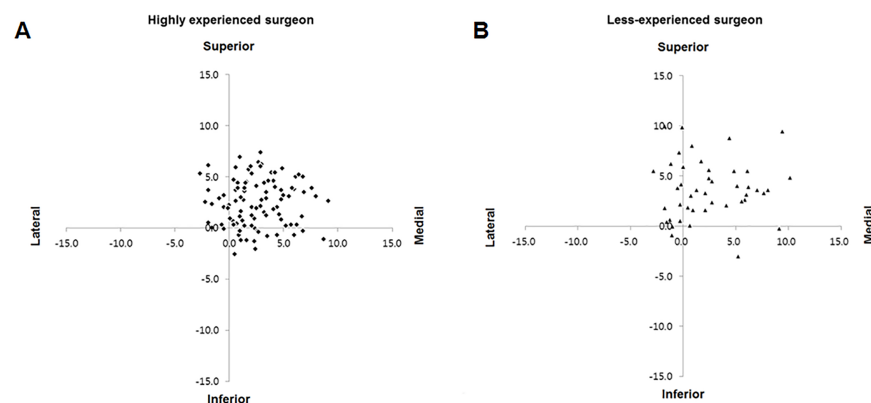 A
Highly experienced surgeon
Superior
15.0
10.0
5.0
0.0
-15.0 -10.0 -5.0 0.0 5.0 10.0 15.0
-5.0
-10.0
-15.0
Lateral
Medial
Inferior
B
Less-experienced surgeon
Superior
15.0
10.0
5.0
0.0
-15.0 -10.0 -5.0 0.0 5.0 10.0 15.0
-5.0
-10.0
-15.0
Lateral
Medial
Inferior